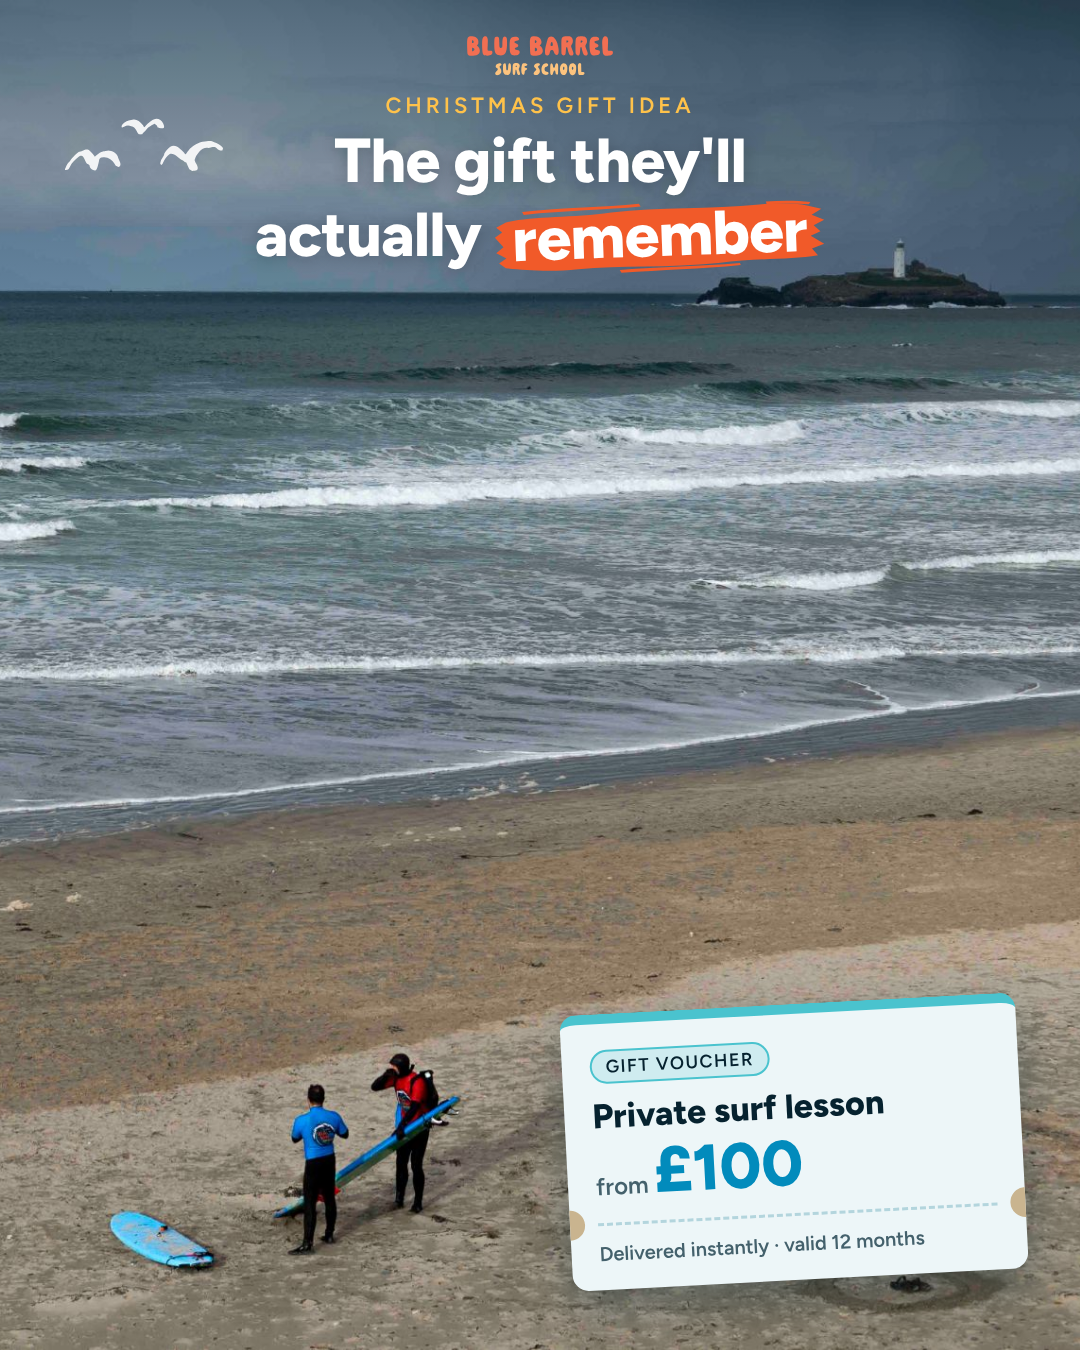 BLUE BARREL
SURF SCHOOL
CHRISTMAS GIFT IDEA
The gift they'll
actually remember
GIFT VOUCHER
Private surf lesson
from £100
Delivered instantly · valid 12 months